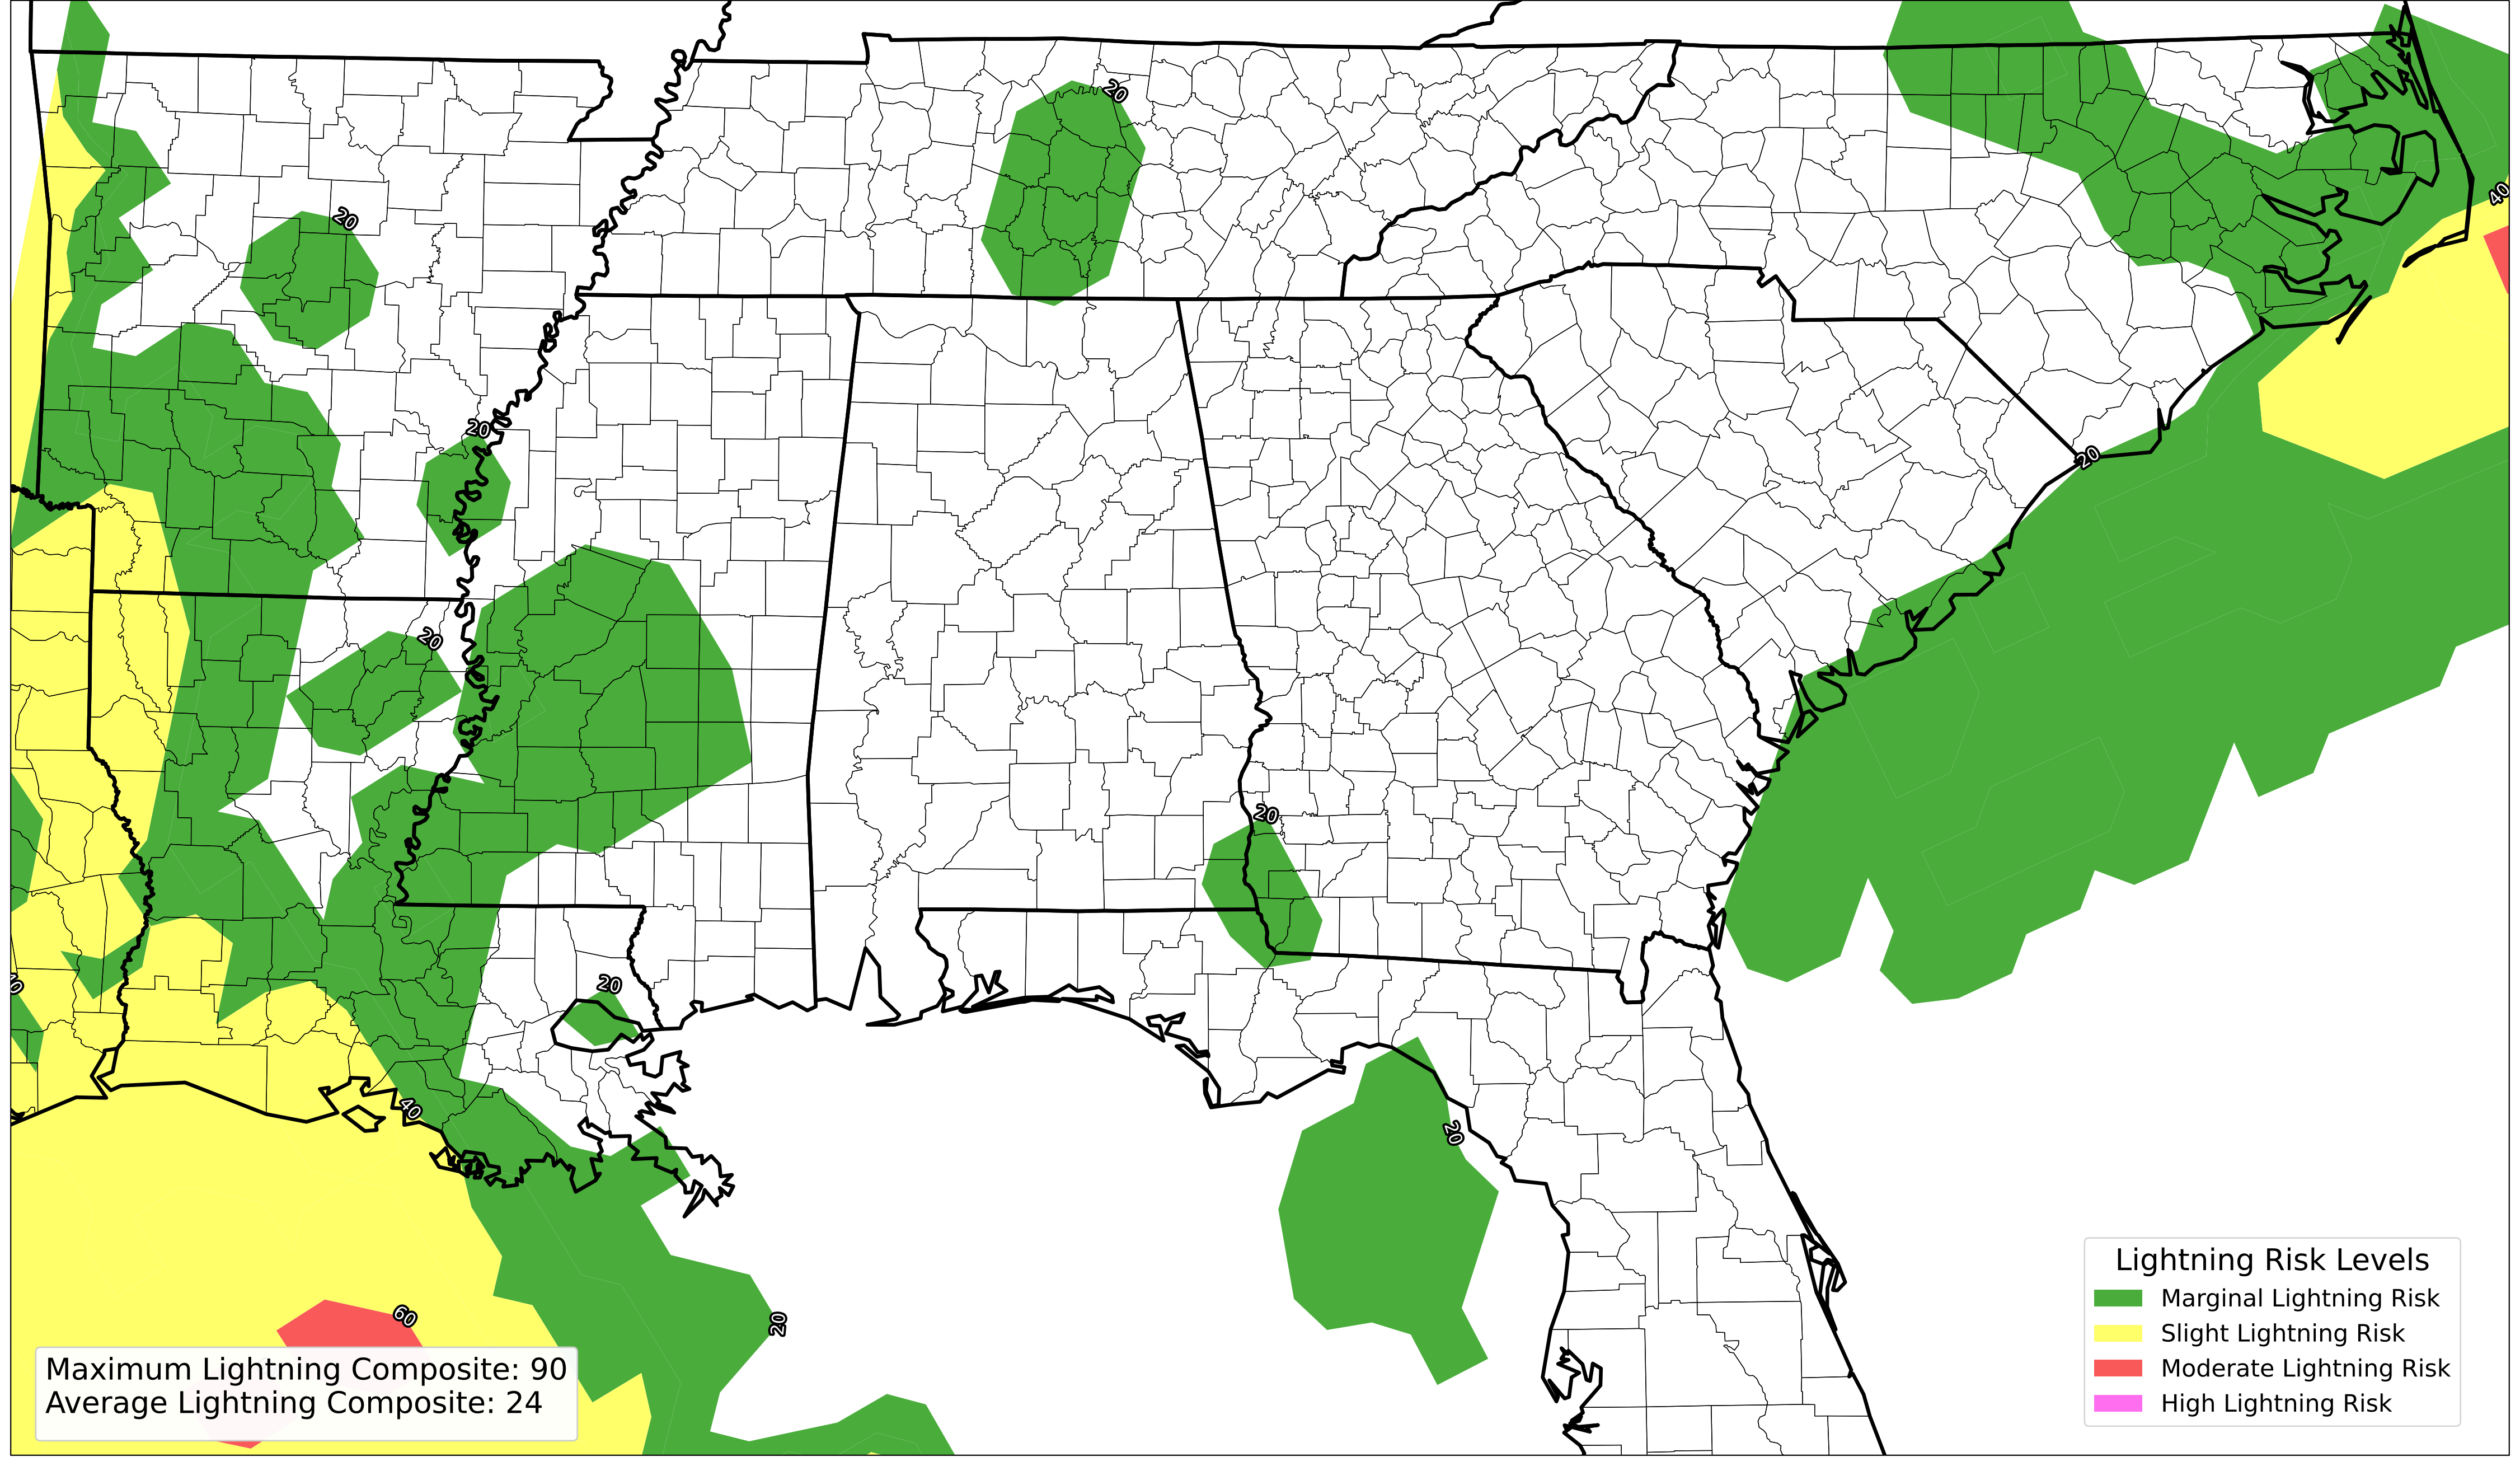 20
20
40
20
20
20
20
20
40
20
40
20
60
20
Maximum Lightning Composite: 90
Average Lightning Composite: 24
Lightning Risk Levels
Marginal Lightning Risk
Slight Lightning Risk
Moderate Lightning Risk
High Lightning Risk